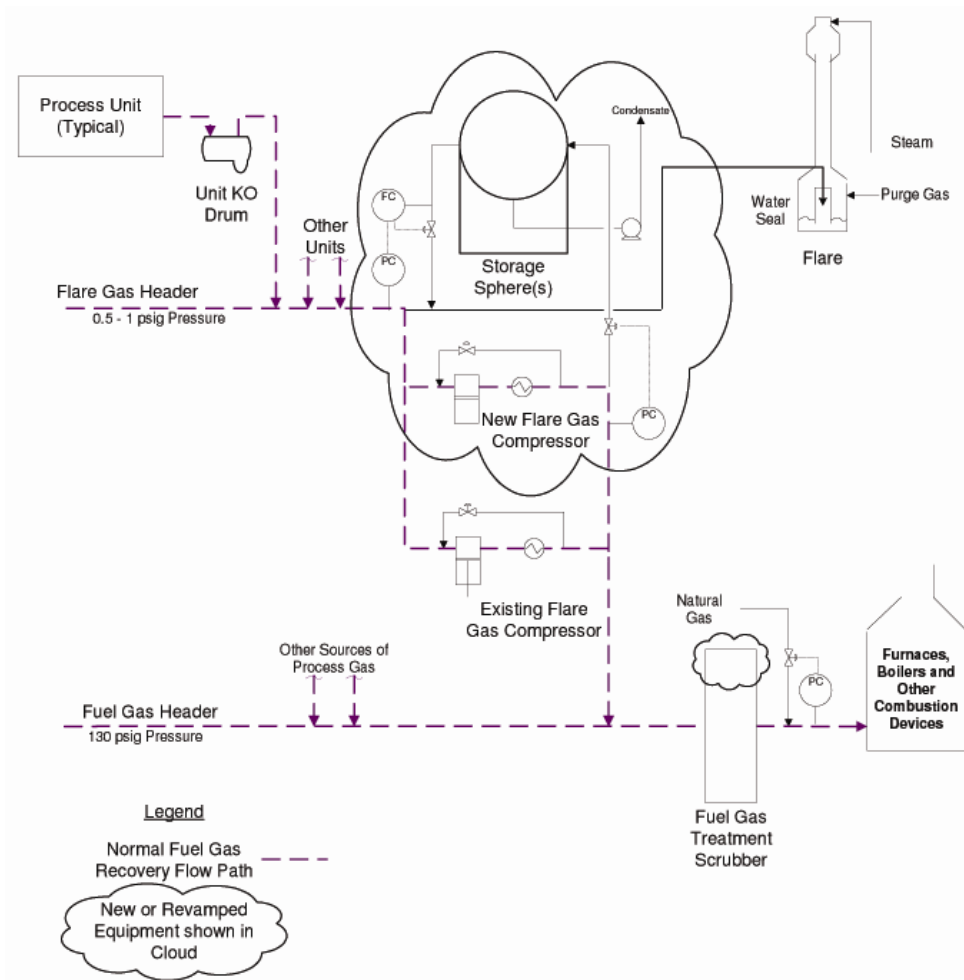 Process Unit
(Typical)
Unit KO
Drum
Other
Units
Flare Gas Header
0.5 - 1 psig Pressure
FC
PC
Condensate
Storage
Sphere(s)
New Flare Gas
Compressor
PC
Steam
Purge Gas
Water
Seal
Flare
Existing Flare
Gas Compressor
Other Sources of
Process Gas
Fuel Gas Header
130 psig Pressure
Natural
Gas
PC
Furnaces,
Boilers and
Other
Combustion
Devices
Fuel Gas
Treatment
Scrubber
Legend
Normal Fuel Gas
Recovery Flow Path
New or Revamped
Equipment shown in
Cloud